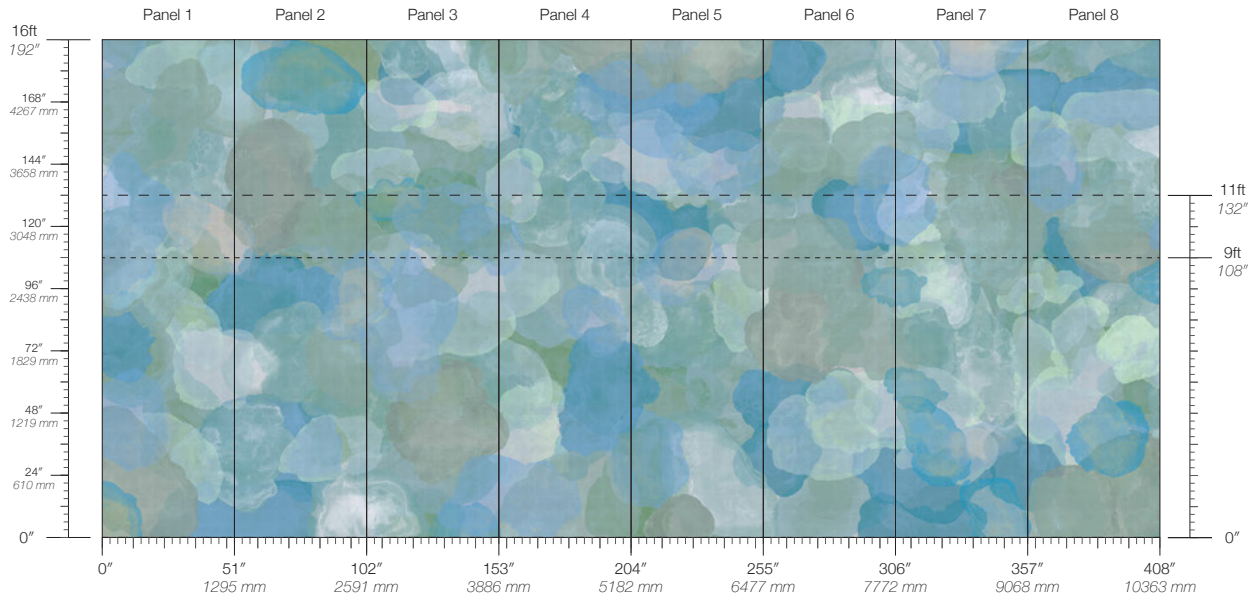 Panel 1 Panel 2 Panel 3 Panel 4 Panel 5 Panel 6 Panel 7 Panel 8
16ft
192"
168"
4267 mm
144"
3658 mm
120"
3048 mm
96"
2438 mm
72"
1829 mm
48"
1219 mm
24"
610 mm
0"
11ft
132"
9ft
108"
0"
0" 51" 102" 153" 204" 255" 306" 357" 408"
1295 mm 2591 mm 3886 mm 5182 mm 6477 mm 7772 mm 9068 mm 10363 mm